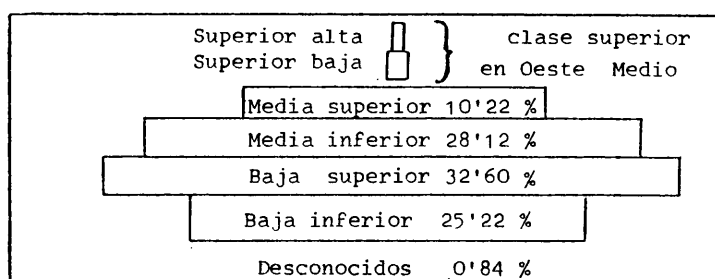 Superior alta clase superior
Superior baja en Oeste Medio
Media superior 10'22 %
Media inferior 28'12 %
Baja superior 32'60 %
Baja inferior 25'22 %
Desconocidos 0'84 %